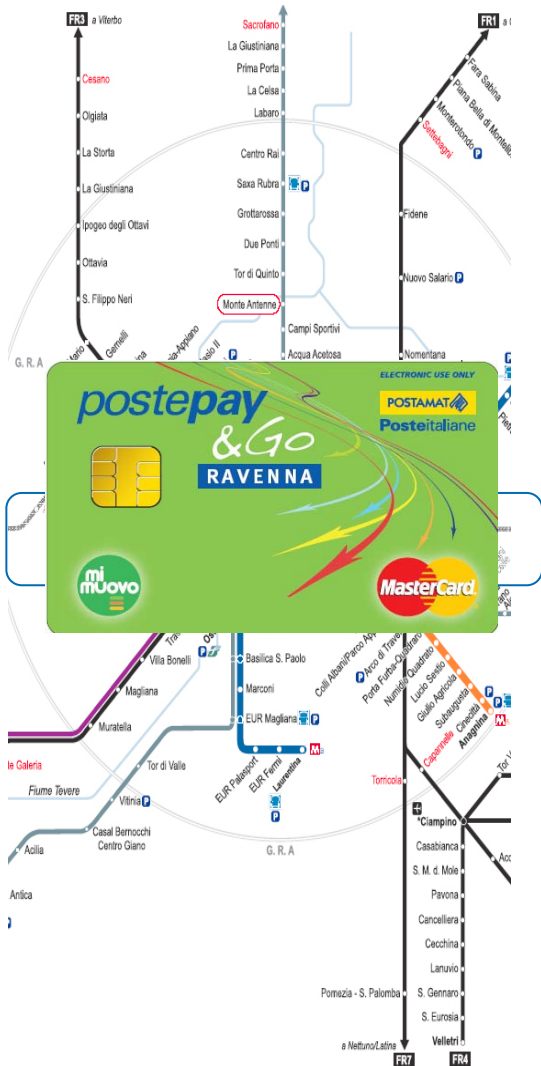 FR3
a Viterbo
Cesano
Olgiata
La Storta
La Giustiniana
Ipogeo degli Ottavi
Ottavia
S. Filippo Neri
Gemelli
Sacrofano
La Giustiniana
Prima Porta
La Celsa
Labaro
Centro Rai
Saxa Rubra
P
Grottarossa
Due Ponti
Tor di Quinto
Monte Antenne
Campi Sportivi
Acqua Acetosa
FR1
Fara Sabina
Piana Bella di Montelib
Monterotondo P
Settebagni
Fidene
Nuovo Salario P
Nomentana
G. R. A
P
ELECTRONIC USE ONLY
postepay
&Go
RAVENNA
POSTAMAT
Posteitaliane
mi
muovo
MasterCard
Villa Bonelli
Magliana
Muratella
Tor di Valle
Fiume Tevere
Vitinia P
Casal Bernocchi
Centro Giano
Acilia
Antica
Basilica S. Paolo
Marconi
EUR Magliana P
EUR Palasport
EUR Fermi
Laurentina
M
P
G. R. A
P Arco di Trave
Porta Furba-Quadraro
Numidio Quadrato
Lucio Sestio
Giulio Agricola
Subaugusta
Cinecittà
Anagnina
P
M
Capannelle
Torricola
*Ciampino
Casabianca
S. M. d. Mole
Pavona
Cancelliera
Cecchina
Lanuvio
S. Gennaro
S. Eurosia
Velletri
FR4
Pomezia - S. Palomba
a Nettuno/Latina
FR7